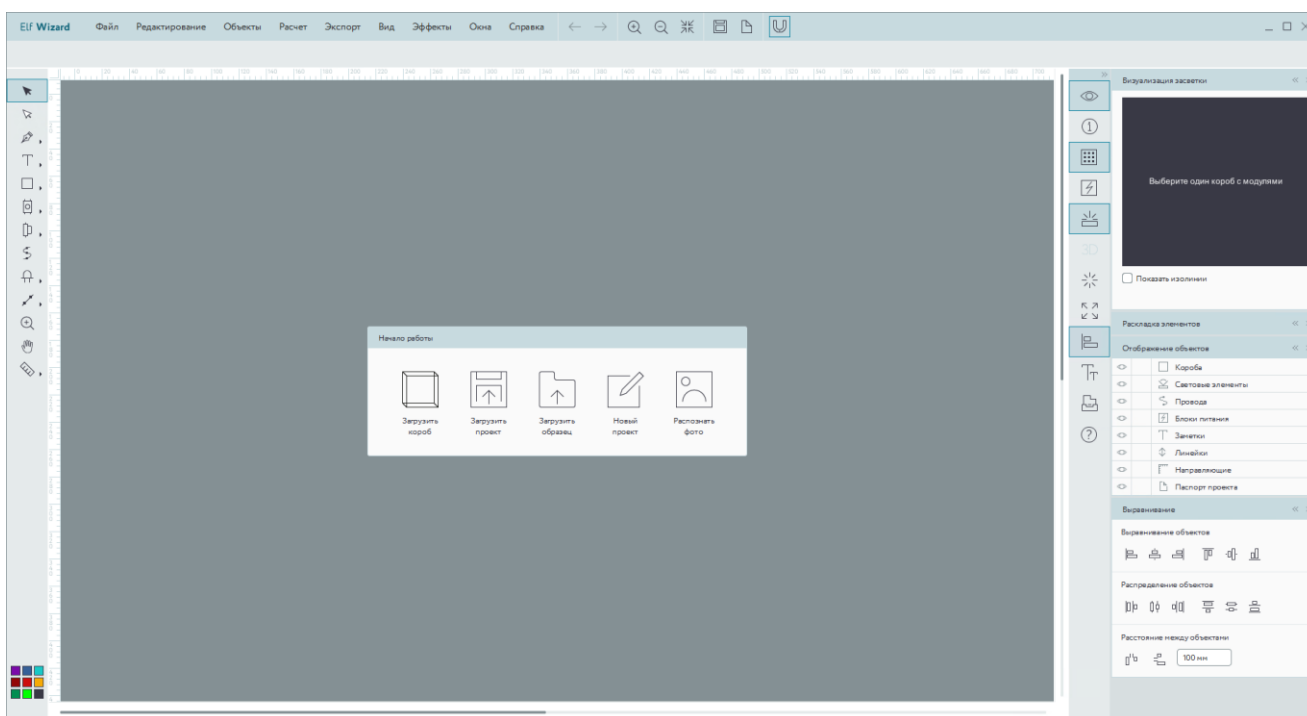 Elf Wizard Файл Редактирование Объекты Расчет Экспорт Вид Эффекты Окна Справка
Визуализация засветки
Выберите один короб с модулями
3D
Показать изолинии
Раскладка элементов
Отображение объектов
Короба
Световые элементы
Провода
Блоки питания
Заметки
Линейки
Направляющие
Паспорт проекта
Начало работы
Загрузить короб
Загрузить проект
Загрузить образец
Новый проект
Распознать фото
Выравнивание
Выравнивание объектов
Распределение объектов
Расстояние между объектами
100 мм